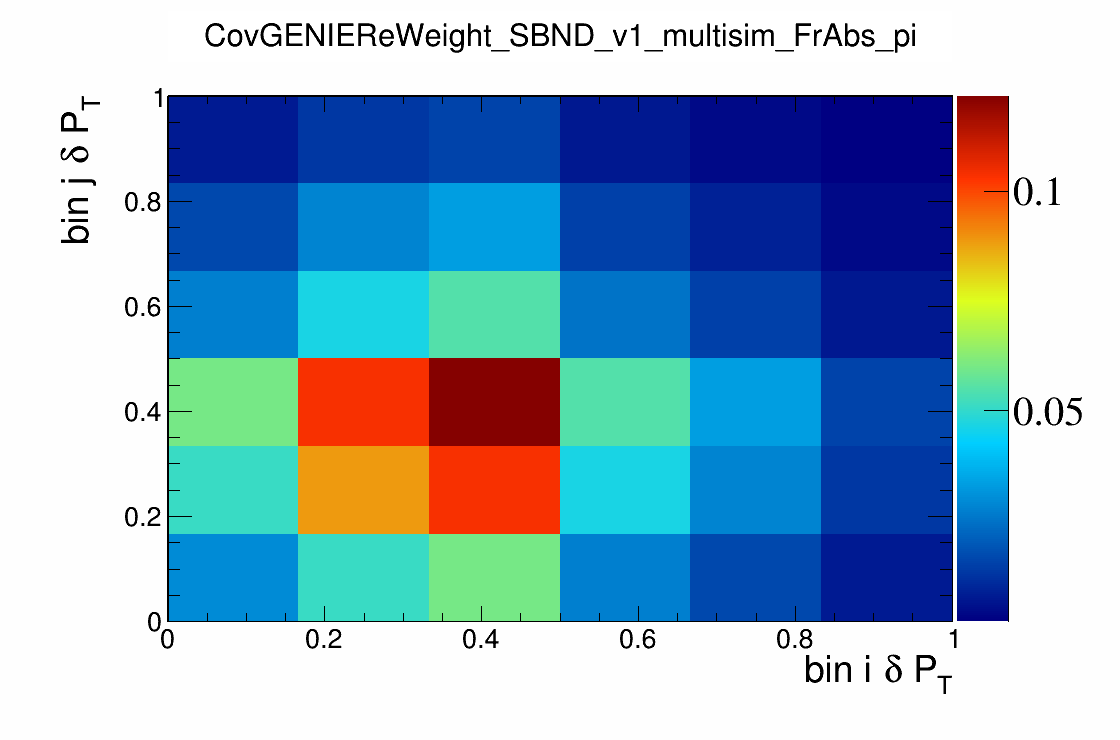 CovGENIEReWeight_SBND_v1_multisim_FrAbs_pi
bin j δ P_T
1
0.8
0.6
0.4
0.2
0
0 0.2 0.4 0.6 0.8 1
bin i δ P_T
0.1
0.05